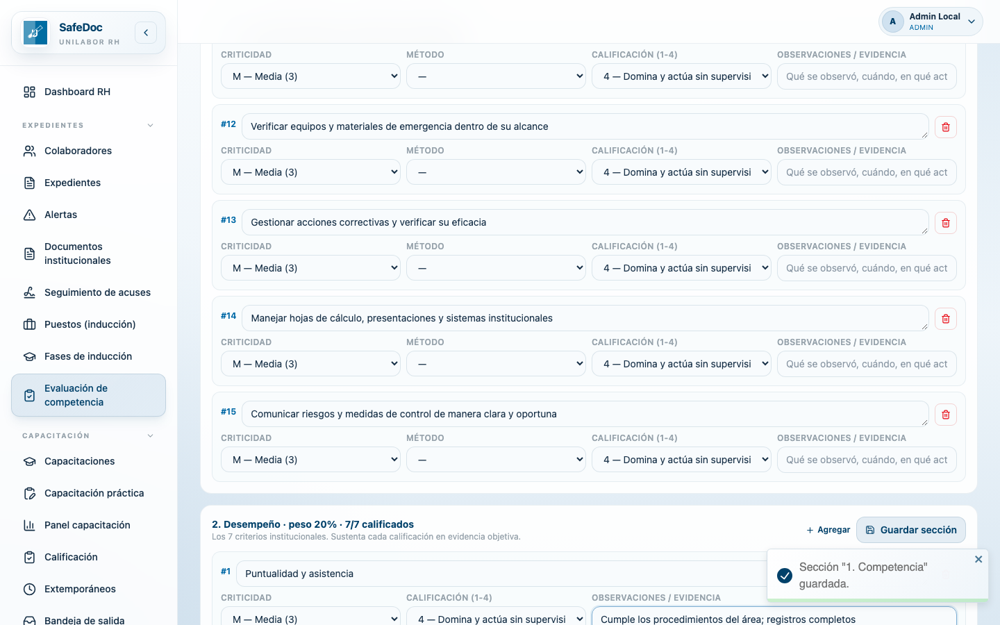 SafeDoc
UNILABOR RH
A
Admin Local
ADMIN
Dashboard RH
EXPEDIENTES
Colaboradores
Expedientes
Alertas
Documentos
institucionales
Seguimiento de acuses
Puestos (inducción)
Fases de inducción
Evaluación de
competencia
CAPACITACIÓN
Capacitaciones
Capacitación práctica
Panel capacitación
Calificación
Extemporáneos
Bandeja de salida
CRITICIDAD MÉTODO CALIFICACIÓN (1-4) OBSERVACIONES / EVIDENCIA
M — Media (3) — 4 — Domina y actúa sin supervisi Qué se observó, cuándo, en qué act
#12 Verificar equipos y materiales de emergencia dentro de su alcance
CRITICIDAD MÉTODO CALIFICACIÓN (1-4) OBSERVACIONES / EVIDENCIA
M — Media (3) — 4 — Domina y actúa sin supervisi Qué se observó, cuándo, en qué act
#13 Gestionar acciones correctivas y verificar su eficacia
CRITICIDAD MÉTODO CALIFICACIÓN (1-4) OBSERVACIONES / EVIDENCIA
M — Media (3) — 4 — Domina y actúa sin supervisi Qué se observó, cuándo, en qué act
#14 Manejar hojas de cálculo, presentaciones y sistemas institucionales
CRITICIDAD MÉTODO CALIFICACIÓN (1-4) OBSERVACIONES / EVIDENCIA
M — Media (3) — 4 — Domina y actúa sin supervisi Qué se observó, cuándo, en qué act
#15 Comunicar riesgos y medidas de control de manera clara y oportuna
CRITICIDAD MÉTODO CALIFICACIÓN (1-4) OBSERVACIONES / EVIDENCIA
M — Media (3) — 4 — Domina y actúa sin supervisi Qué se observó, cuándo, en qué act
2. Desempeño · peso 20% · 7/7 calificados
Los 7 criterios institucionales. Sustenta cada calificación en evidencia objetiva.
+ Agregar
Guardar sección
#1 Puntualidad y asistencia
CRITICIDAD CALIFICACIÓN (1-4) OBSERVACIONES / EVIDENCIA
M — Media (3) 4 — Domina y actúa sin supervisi Cumple los procedimientos del área; registros completos
Sección "1. Competencia"
guardada.